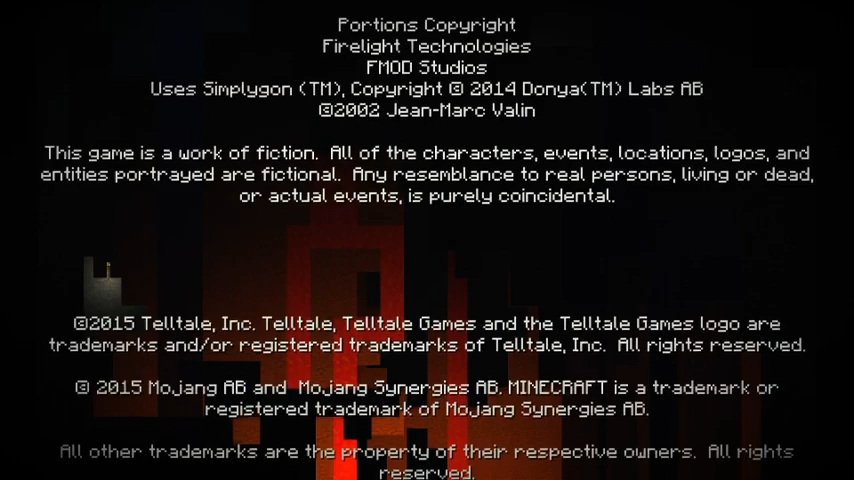 Portions Copyright
Firelight Technologies
FMOD Studios
Uses Simplygon (TM), Copyright © 2014 Donya(TM) Labs AB
©2002 Jean-Marc Valin
This game is a work of fiction. All of the characters, events, locations, logos, and
entities portrayed are fictional. Any resemblance to real persons, living or dead,
or actual events, is purely coincidental.
©2015 Telltale, Inc. Telltale, Telltale Games and the Telltale Games logo are
trademarks and/or registered trademarks of Telltale, Inc. All rights reserved.
© 2015 Mojang AB and Mojang Synergies AB. MINECRAFT is a trademark or
registered trademark of Mojang Synergies AB.
All other trademarks are the property of their respective owners. All rights
reserved.